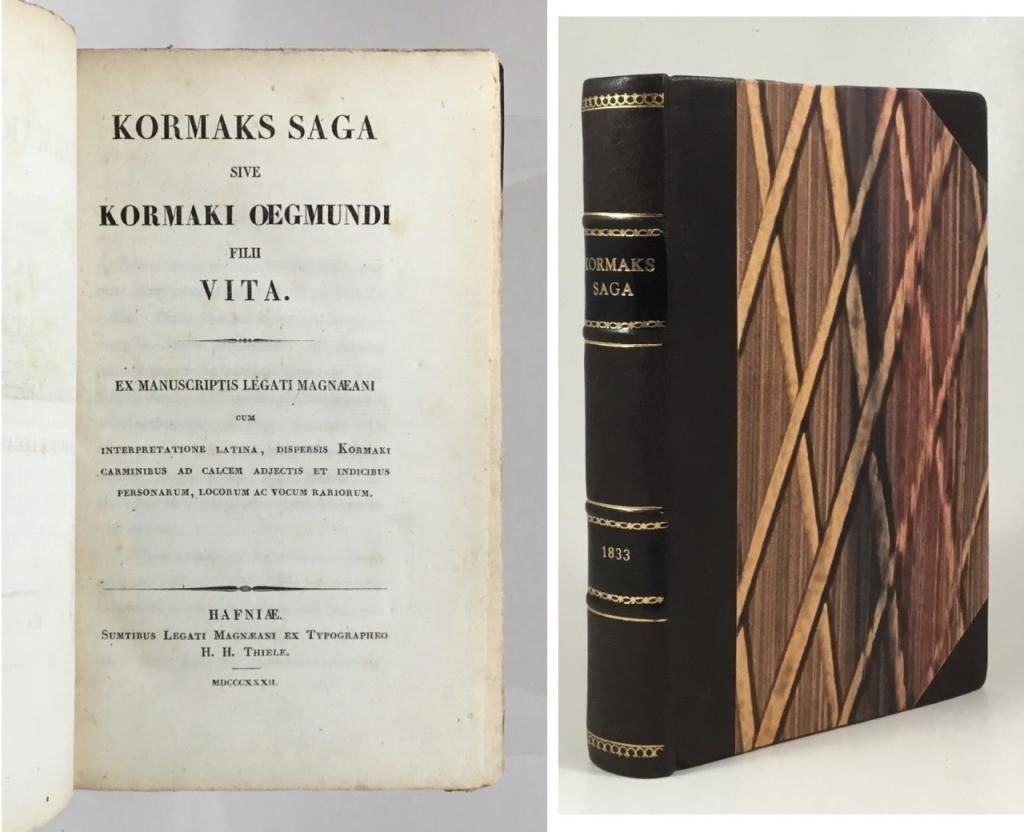 KORMAKS SAGA
SIVE
KORMAKI OEGMUNDI
FILII
VITA.
EX MANUSCRIPTIS LEGATI MAGNÆANI
CUM
INTERPRETATIONE LATINA, DISPERSIS KORMAKI
CARMINIBUS AD CALCEM ADJECTIS ET INDICIBUS
PERSONARUM, LOCORUM AC VOCUM RARIORUM.
HAFNIÆ.
SUMTIBUS LEGATI MAGNÆANI EX TYPOGRAPHEO
H. H. THIELE.
MDCCCXXXII.
KORMAKS
SAGA
1833